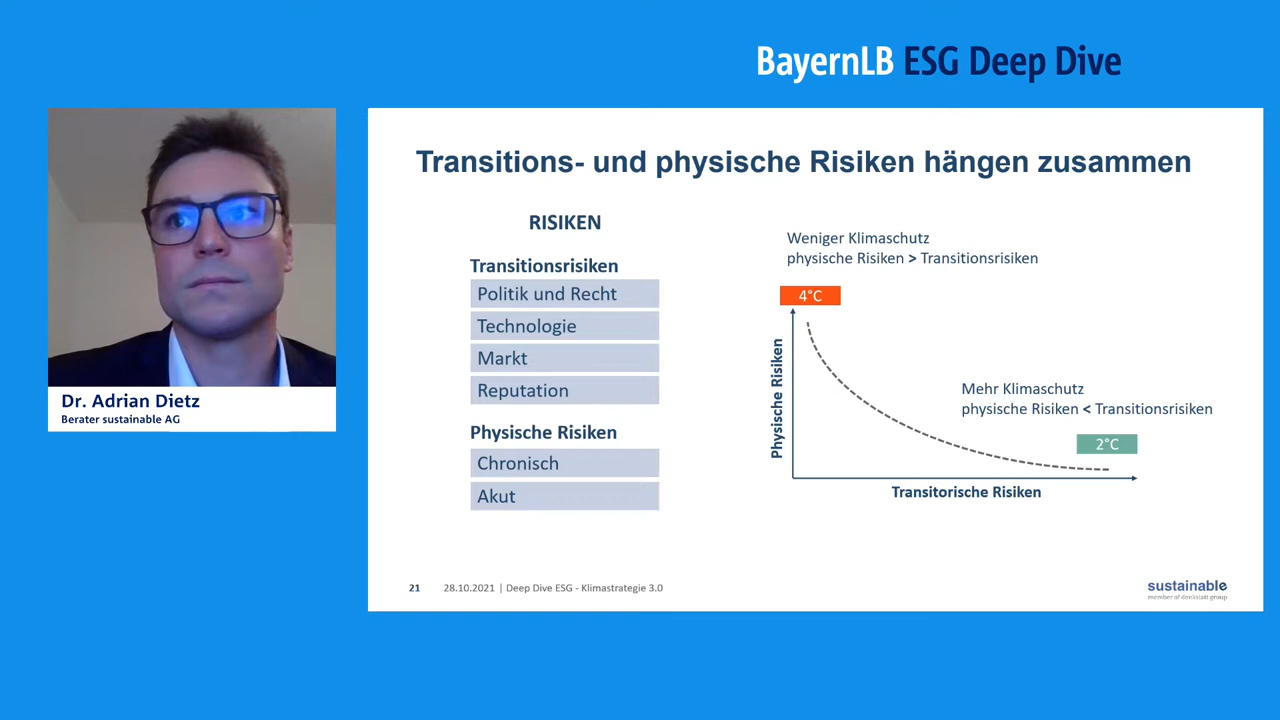 BayernLB ESG Deep Dive
Dr. Adrian Dietz
Berater sustainable AG
Transitions- und physische Risiken hängen zusammen
RISIKEN
Transitionsrisiken
Politik und Recht
Technologie
Markt
Reputation
Physische Risiken
Chronisch
Akut
Weniger Klimaschutz
physische Risiken > Transitionsrisiken
4°C
Physische Risiken
Mehr Klimaschutz
physische Risiken < Transitionsrisiken
2°C
Transitorische Risiken
21 28.10.2021 | Deep Dive ESG - Klimastrategie 3.0
sustainable
member of denkstatt group